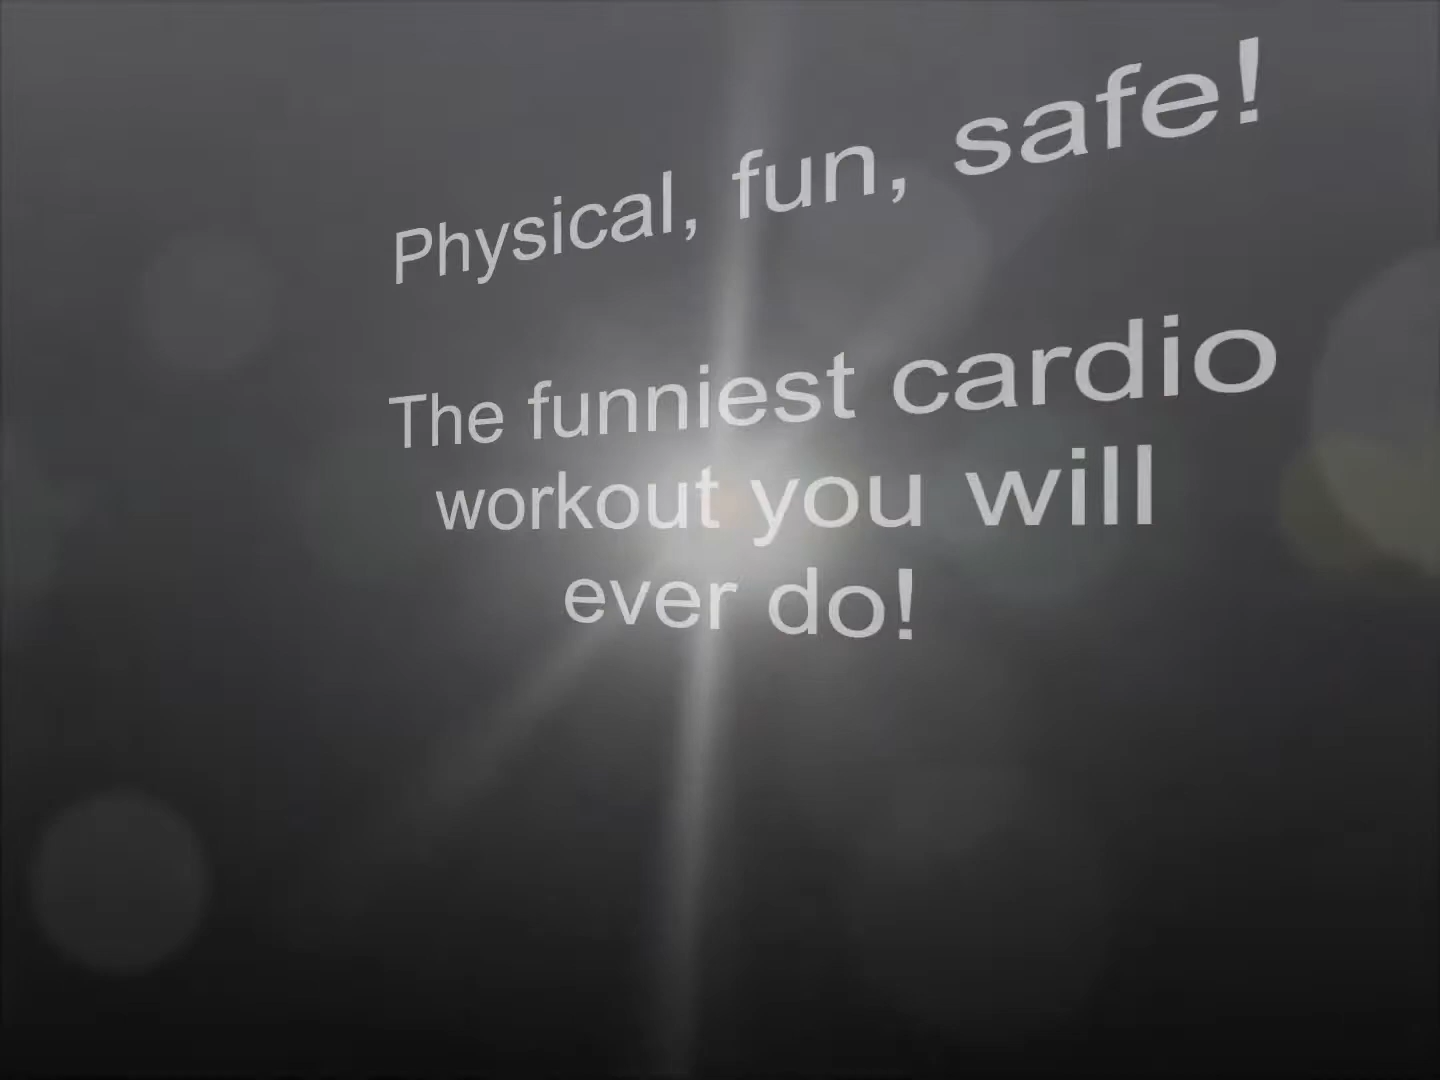 Physical, fun, safe!
The funniest cardio
workout you will
ever do!